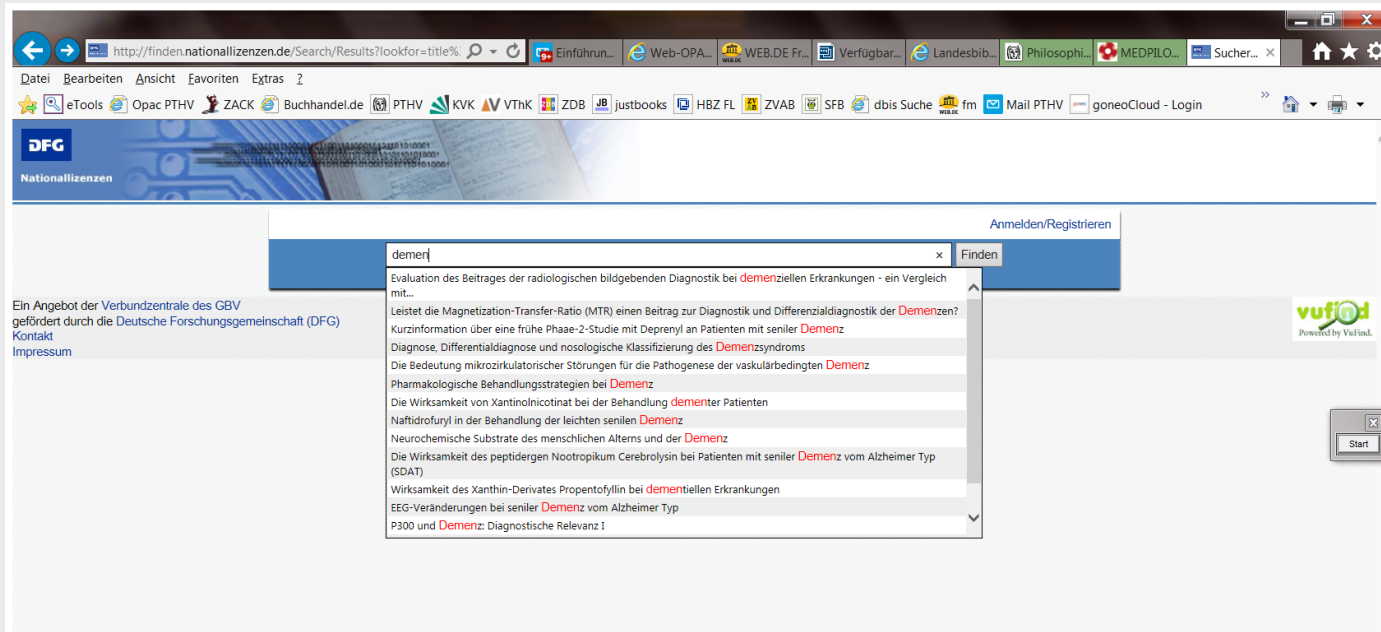 http://finden.nationallizenzen.de/Search/Results?lookfor=title%.
Einführun...
Web-OPA...
WEB.DE Fr...
Verfügbar...
Landesbib...
Philosophi...
MEDPILO...
Sucher...
Datei Bearbeiten Ansicht Favoriten Extras ?
eTools Opac PTHV ZACK Buchhandel.de PTHV KVK VThK ZDB justbooks HBZ FL ZVAB SFB dbis Suche fm Mail PTHV goneoCloud - Login
DFG
Nationallizenzen
Anmelden/Registrieren
demen
Finden
Evaluation des Beitrages der radiologischen bildgebenden Diagnostik bei demenziellen Erkrankungen - ein Vergleich
mit...
Leistet die Magnetization-Transfer-Ratio (MTR) einen Beitrag zur Diagnostik und Differenzialdiagnostik der Demenzen?
Kurzinformation über eine frühe Phaae-2-Studie mit Deprenyl an Patienten mit seniler Demenz
Diagnose, Differentialdiagnose und nosologische Klassifizierung des Demenzsyndroms
Die Bedeutung mikrozirkulatorischer Störungen für die Pathogenese der vaskulärbedingten Demenz
Pharmakologische Behandlungsstrategien bei Demenz
Die Wirksamkeit von Xantinolnicotinat bei der Behandlung dementer Patienten
Naftidrofuryl in der Behandlung der leichten senilen Demenz
Neurochemische Substrate des menschlichen Alterns und der Demenz
Die Wirksamkeit des peptidergen Nootropikum Cerebrolysin bei Patienten mit seniler Demenz vom Alzheimer Typ
(SDAT)
Wirksamkeit des Xanthin-Derivates Propentofyllin bei dementiellen Erkrankungen
EEG-Veränderungen bei seniler Demenz vom Alzheimer Typ
P300 und Demenz: Diagnostische Relevanz I
Ein Angebot der Verbundzentrale des GBV
gefördert durch die Deutsche Forschungsgemeinschaft (DFG)
Kontakt
Impressum
vufind
Powered by VuFind.
Start